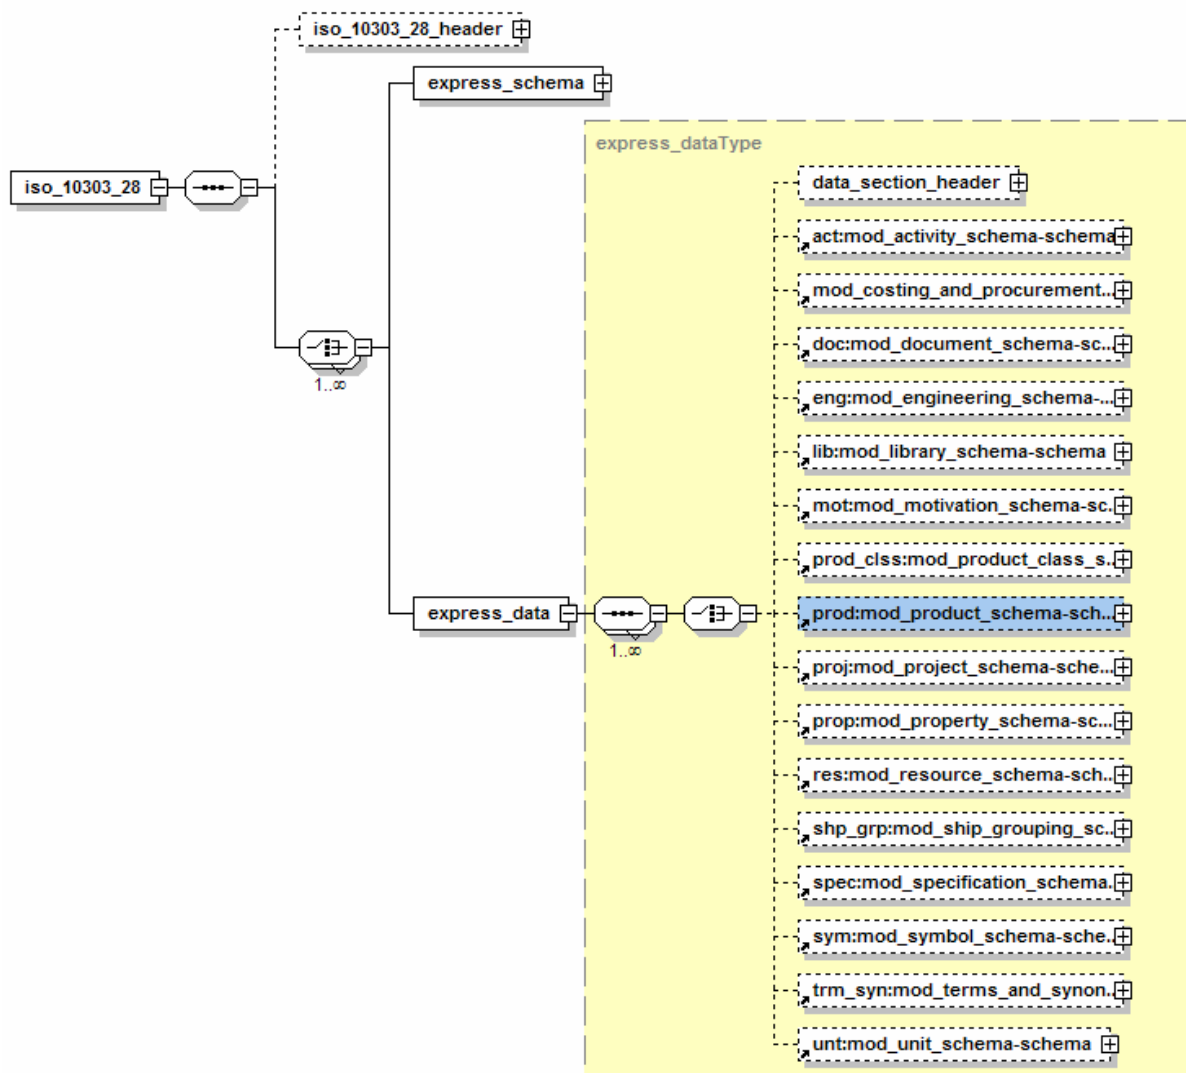 iso_10303_28_header
express_schema
express_dataType
iso_10303_28
data_section_header
act:mod_activity_schema-schema
mod_costing_and_procurement...
1..∞
doc:mod_document_schema-sc...
eng:mod_engineering_schema-...
lib:mod_library_schema-schema
mot:mod_motivation_schema-sc..
prod_clss:mod_product_class_s..
express_data
1..∞
prod:mod_product_schema-sch...
proj:mod_project_schema-sche...
prop:mod_property_schema-sc...
res:mod_resource_schema-sch...
shp_grp:mod_ship_grouping_sc..
spec:mod_specification_schema.
sym:mod_symbol_schema-sche..
trm_syn:mod_terms_and_synon..
unt:mod_unit_schema-schema